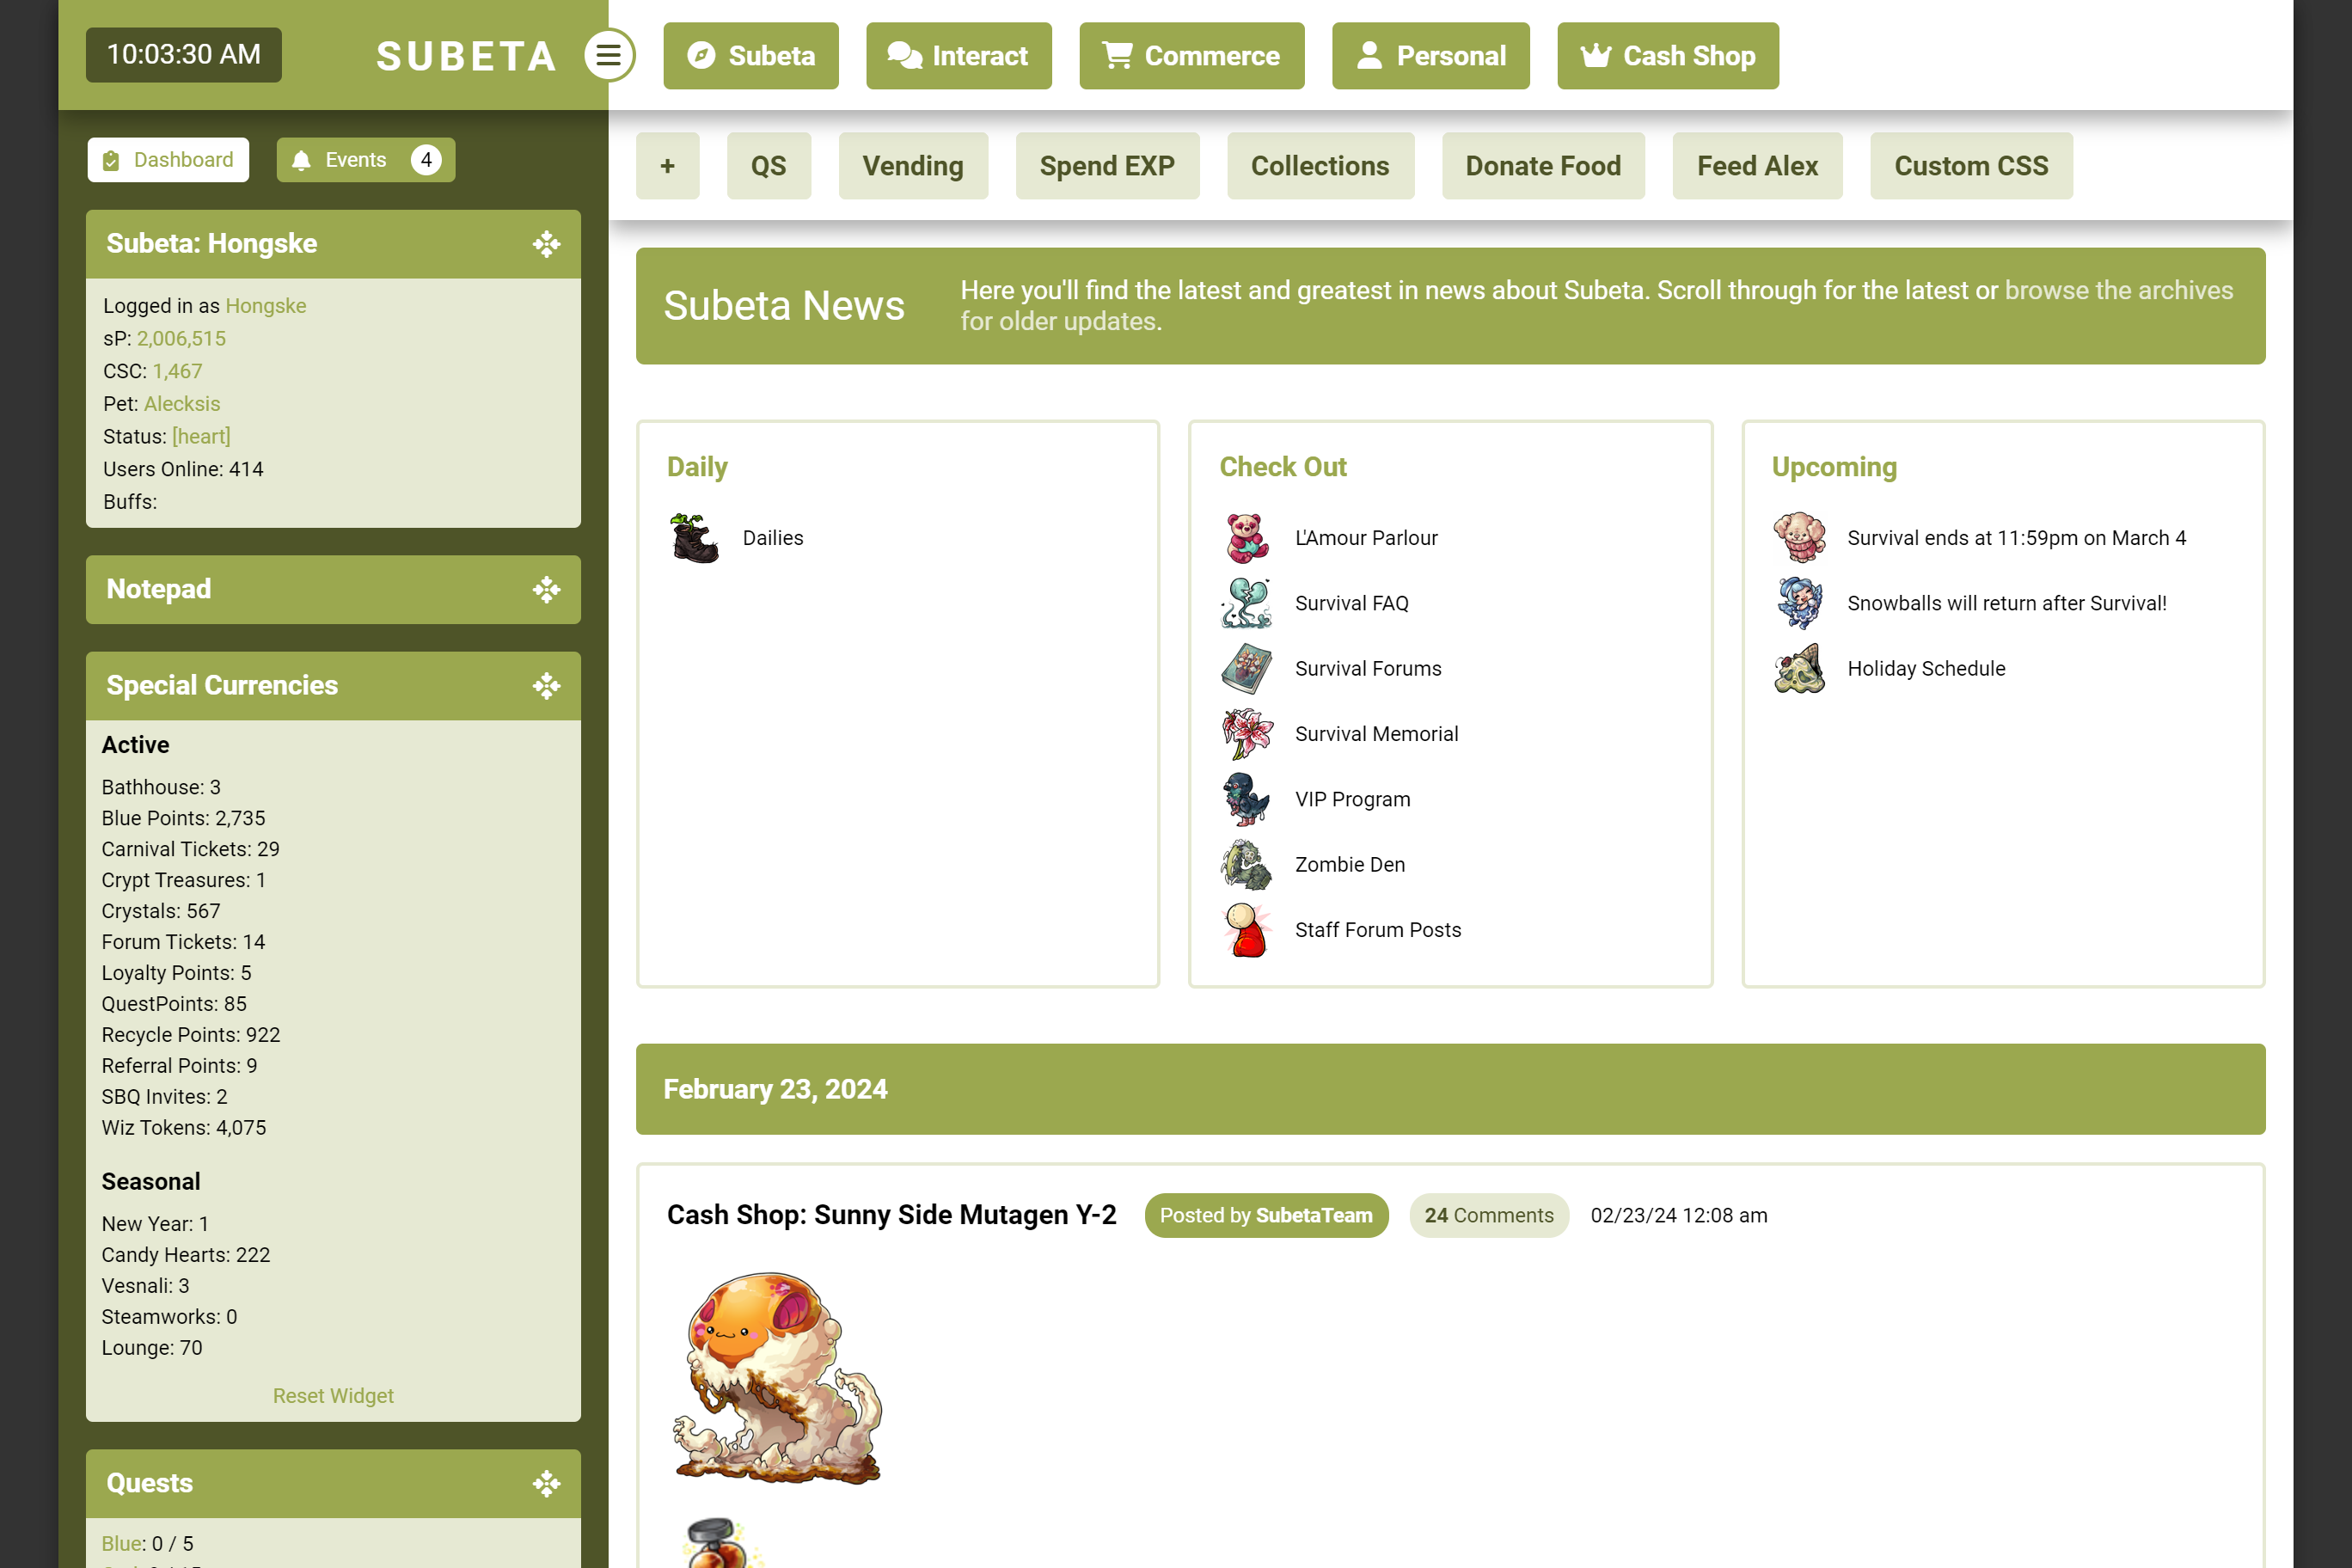 10:03:30 AM
SUBETA
Subeta
Interact
Commerce
Personal
Cash Shop
Dashboard
Events 4
+
QS
Vending
Spend EXP
Collections
Donate Food
Feed Alex
Custom CSS
Subeta: Hongske
Logged in as Hongske
sP: 2,006,515
CSC: 1,467
Pet: Alecksis
Status: [heart]
Users Online: 414
Buffs:
Notepad
Special Currencies
Active
Bathhouse: 3
Blue Points: 2,735
Carnival Tickets: 29
Crypt Treasures: 1
Crystals: 567
Forum Tickets: 14
Loyalty Points: 5
QuestPoints: 85
Recycle Points: 922
Referral Points: 9
SBQ Invites: 2
Wiz Tokens: 4,075
Seasonal
New Year: 1
Candy Hearts: 222
Vesnali: 3
Steamworks: 0
Lounge: 70
Reset Widget
Quests
Blue: 0 / 5
Subeta News
Here you'll find the latest and greatest in news about Subeta. Scroll through for the latest or browse the archives
for older updates.
Daily
Dailies
Check Out
L'Amour Parlour
Survival FAQ
Survival Forums
Survival Memorial
VIP Program
Zombie Den
Staff Forum Posts
Upcoming
Survival ends at 11:59pm on March 4
Snowballs will return after Survival!
Holiday Schedule
February 23, 2024
Cash Shop: Sunny Side Mutagen Y-2
Posted by SubetaTeam
24 Comments
02/23/24 12:08 am